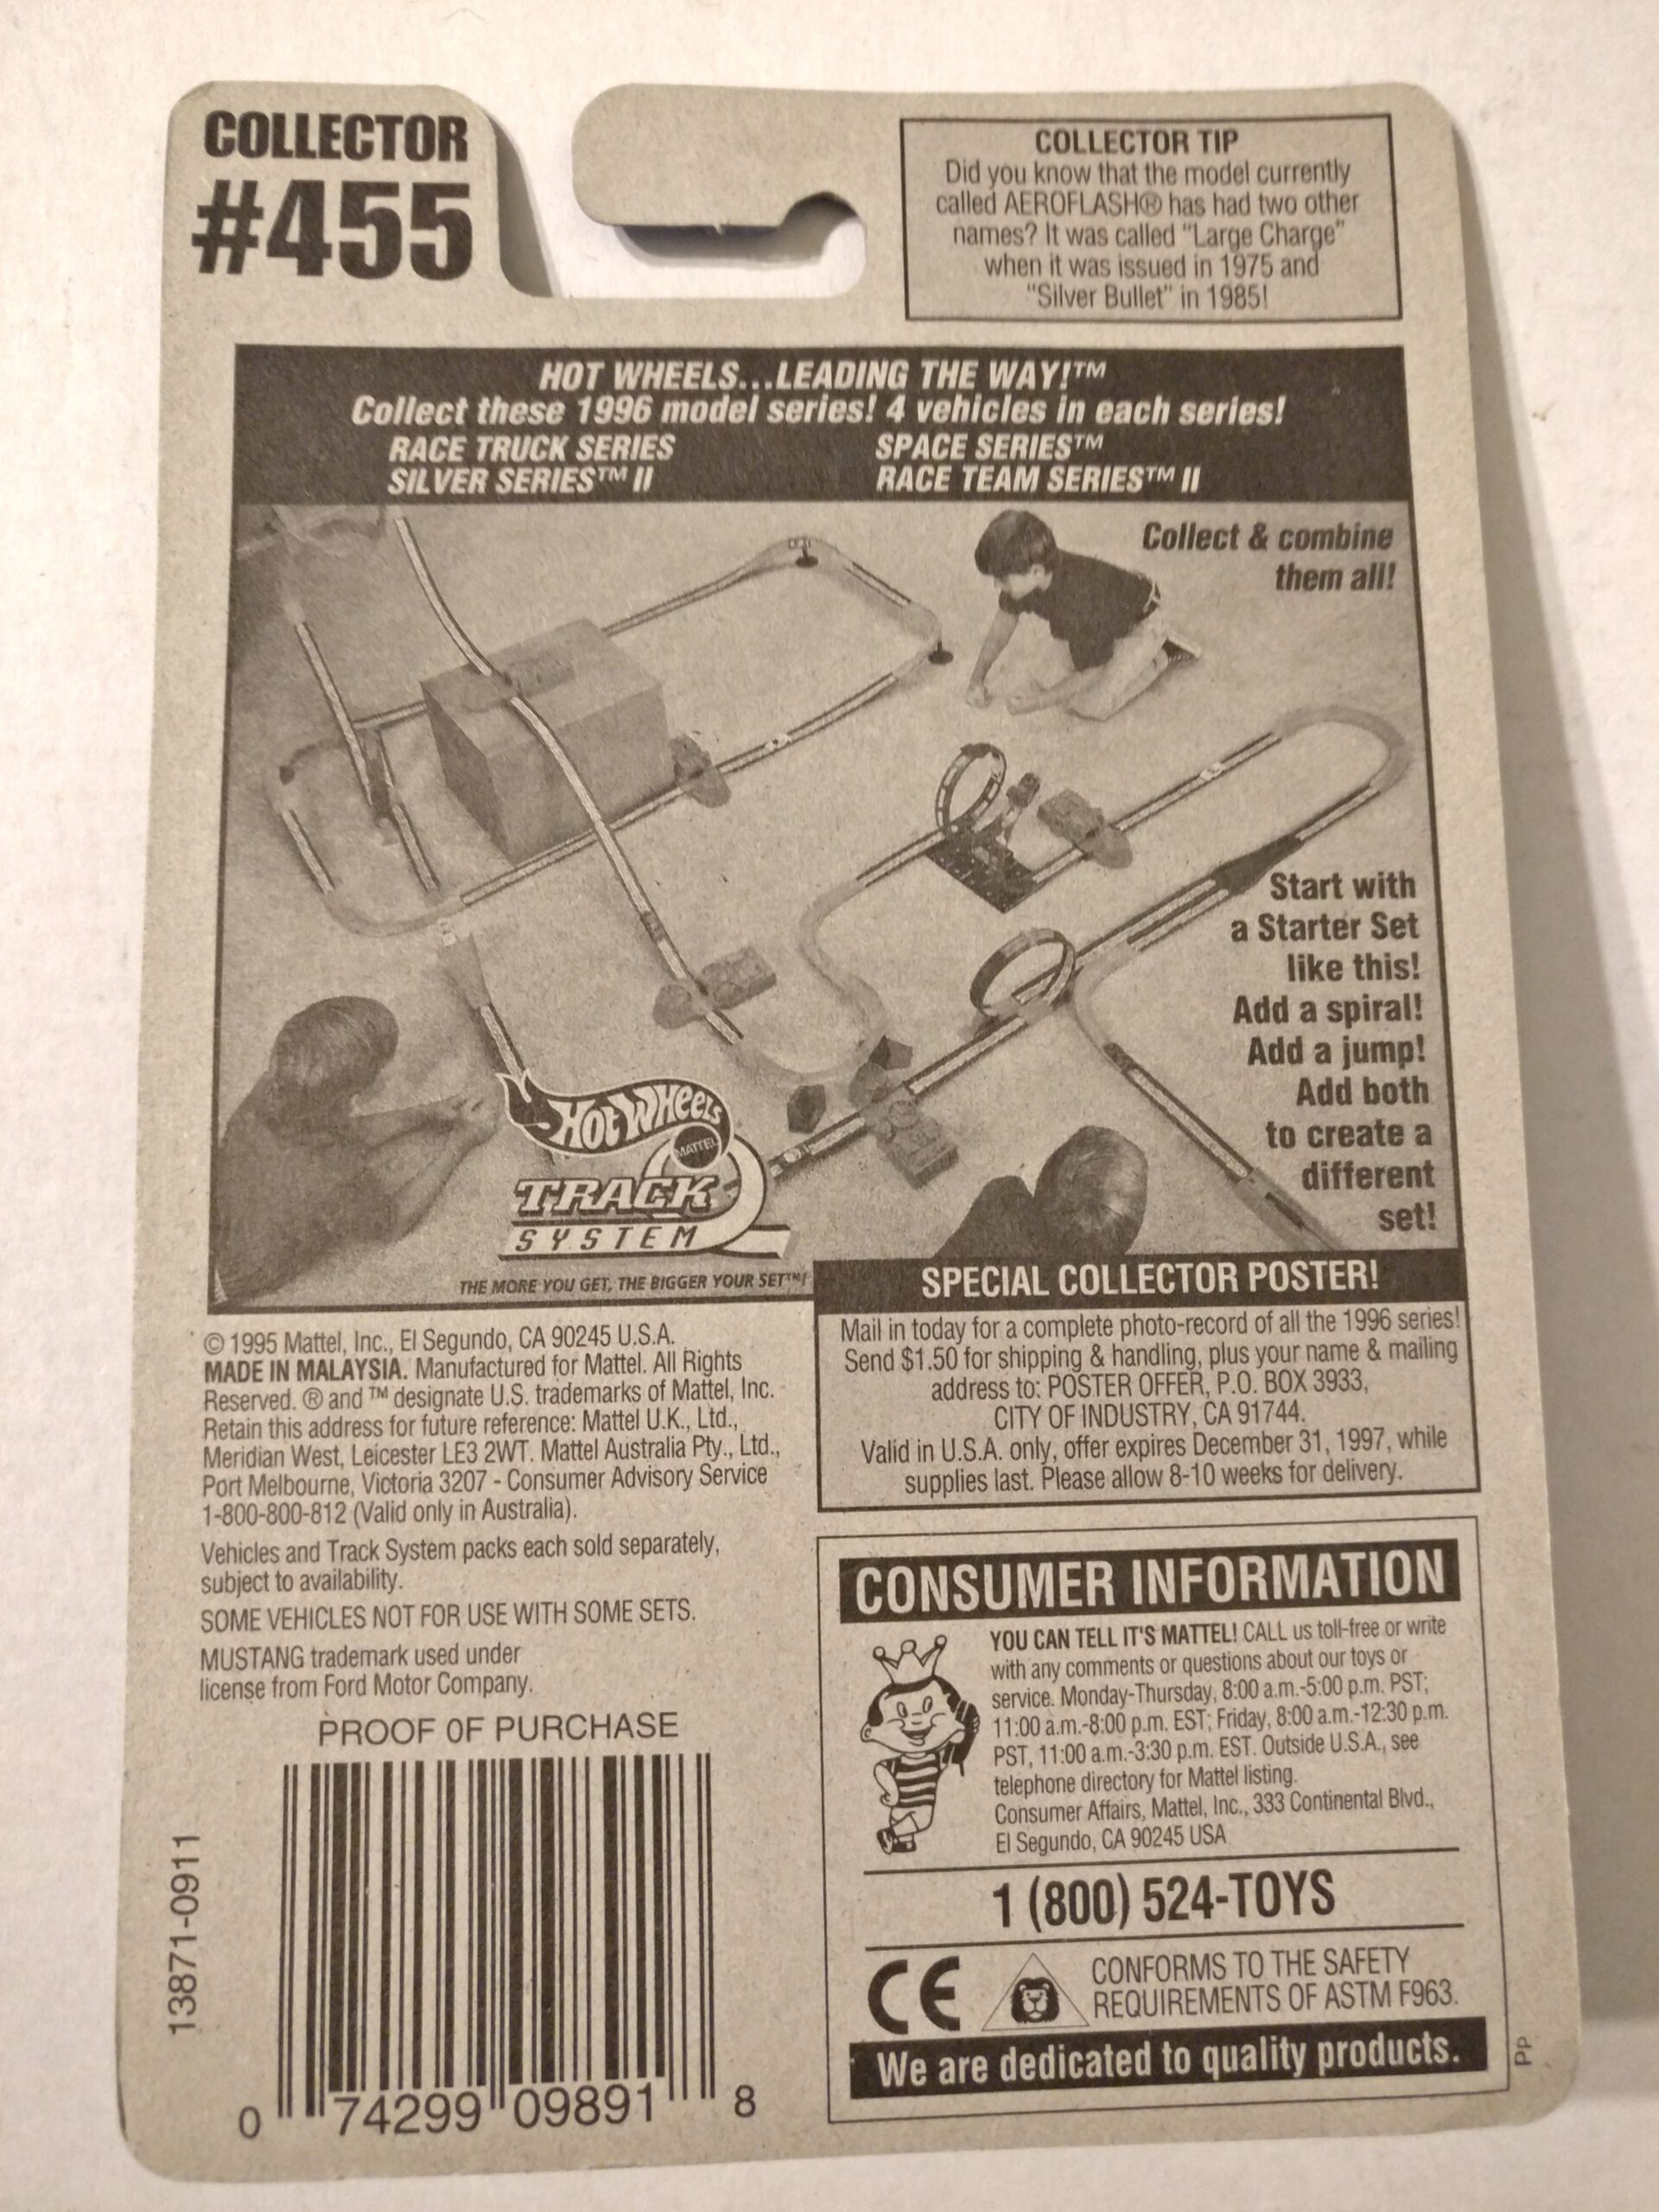 COLLECTOR
#455
COLLECTOR TIP
Did you know that the model currently
called AEROFLASH® has had two other
names? It was called "Large Charge"
when it was issued in 1975 and
"Silver Bullet" in 1985!
HOT WHEELS...LEADING THE WAY!™
Collect these 1996 model series! 4 vehicles in each series!
RACE TRUCK SERIES
SILVER SERIES™ II
SPACE SERIES™
RACE TEAM SERIES™ II
Collect & combine
them all!
Start with
a Starter Set
like this!
Add a spiral!
Add a jump!
Add both
to create a
different
set!
Hot Wheels
MATTEL
TRACK
SYSTEM
THE MORE YOU GET, THE BIGGER YOUR SET™!
SPECIAL COLLECTOR POSTER!
Mail in today for a complete photo-record of all the 1996 series!
Send $1.50 for shipping & handling, plus your name & mailing
address to: POSTER OFFER, P.O. BOX 3933,
CITY OF INDUSTRY, CA 91744.
Valid in U.S.A. only, offer expires December 31, 1997, while
supplies last. Please allow 8-10 weeks for delivery.
© 1995 Mattel, Inc., El Segundo, CA 90245 U.S.A.
MADE IN MALAYSIA. Manufactured for Mattel. All Rights
Reserved. ® and ™ designate U.S. trademarks of Mattel, Inc.
Retain this address for future reference: Mattel U.K., Ltd.,
Meridian West, Leicester LE3 2WT. Mattel Australia Pty., Ltd.,
Port Melbourne, Victoria 3207 - Consumer Advisory Service
1-800-800-812 (Valid only in Australia).
Vehicles and Track System packs each sold separately,
subject to availability.
SOME VEHICLES NOT FOR USE WITH SOME SETS.
MUSTANG trademark used under
license from Ford Motor Company.
PROOF OF PURCHASE
0 74299 09891 8
13871-0911
CONSUMER INFORMATION
YOU CAN TELL IT'S MATTEL! CALL us toll-free or write
with any comments or questions about our toys or
service. Monday-Thursday, 8:00 a.m.-5:00 p.m. PST;
11:00 a.m.-8:00 p.m. EST; Friday, 8:00 a.m.-12:30 p.m.
PST, 11:00 a.m.-3:30 p.m. EST. Outside U.S.A., see
telephone directory for Mattel listing.
Consumer Affairs, Mattel, Inc., 333 Continental Blvd.,
El Segundo, CA 90245 USA
1 (800) 524-TOYS
CE
CONFORMS TO THE SAFETY
REQUIREMENTS OF ASTM F963.
We are dedicated to quality products.
Pp